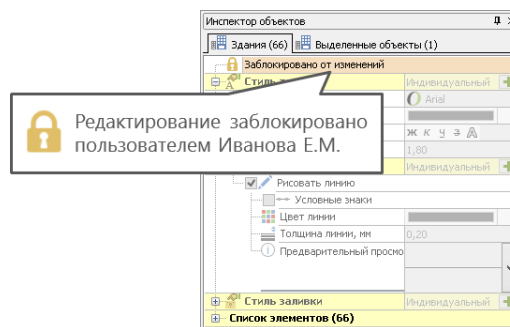 Инспектор объектов
Здания (66) Выделенные объекты (1)
Заблокировано от изменений
Стиль Индивидуальный
Arial
Редактирование заблокировано
пользователем Иванова Е.М.
Ж К Ч З А
1,80
Индивидуальный
Рисовать линию
Условные знаки
Цвет линии
Толщина линии, мм 0,20
Предварительный просмо
Стиль заливки Индивидуальный
Список элементов (66)